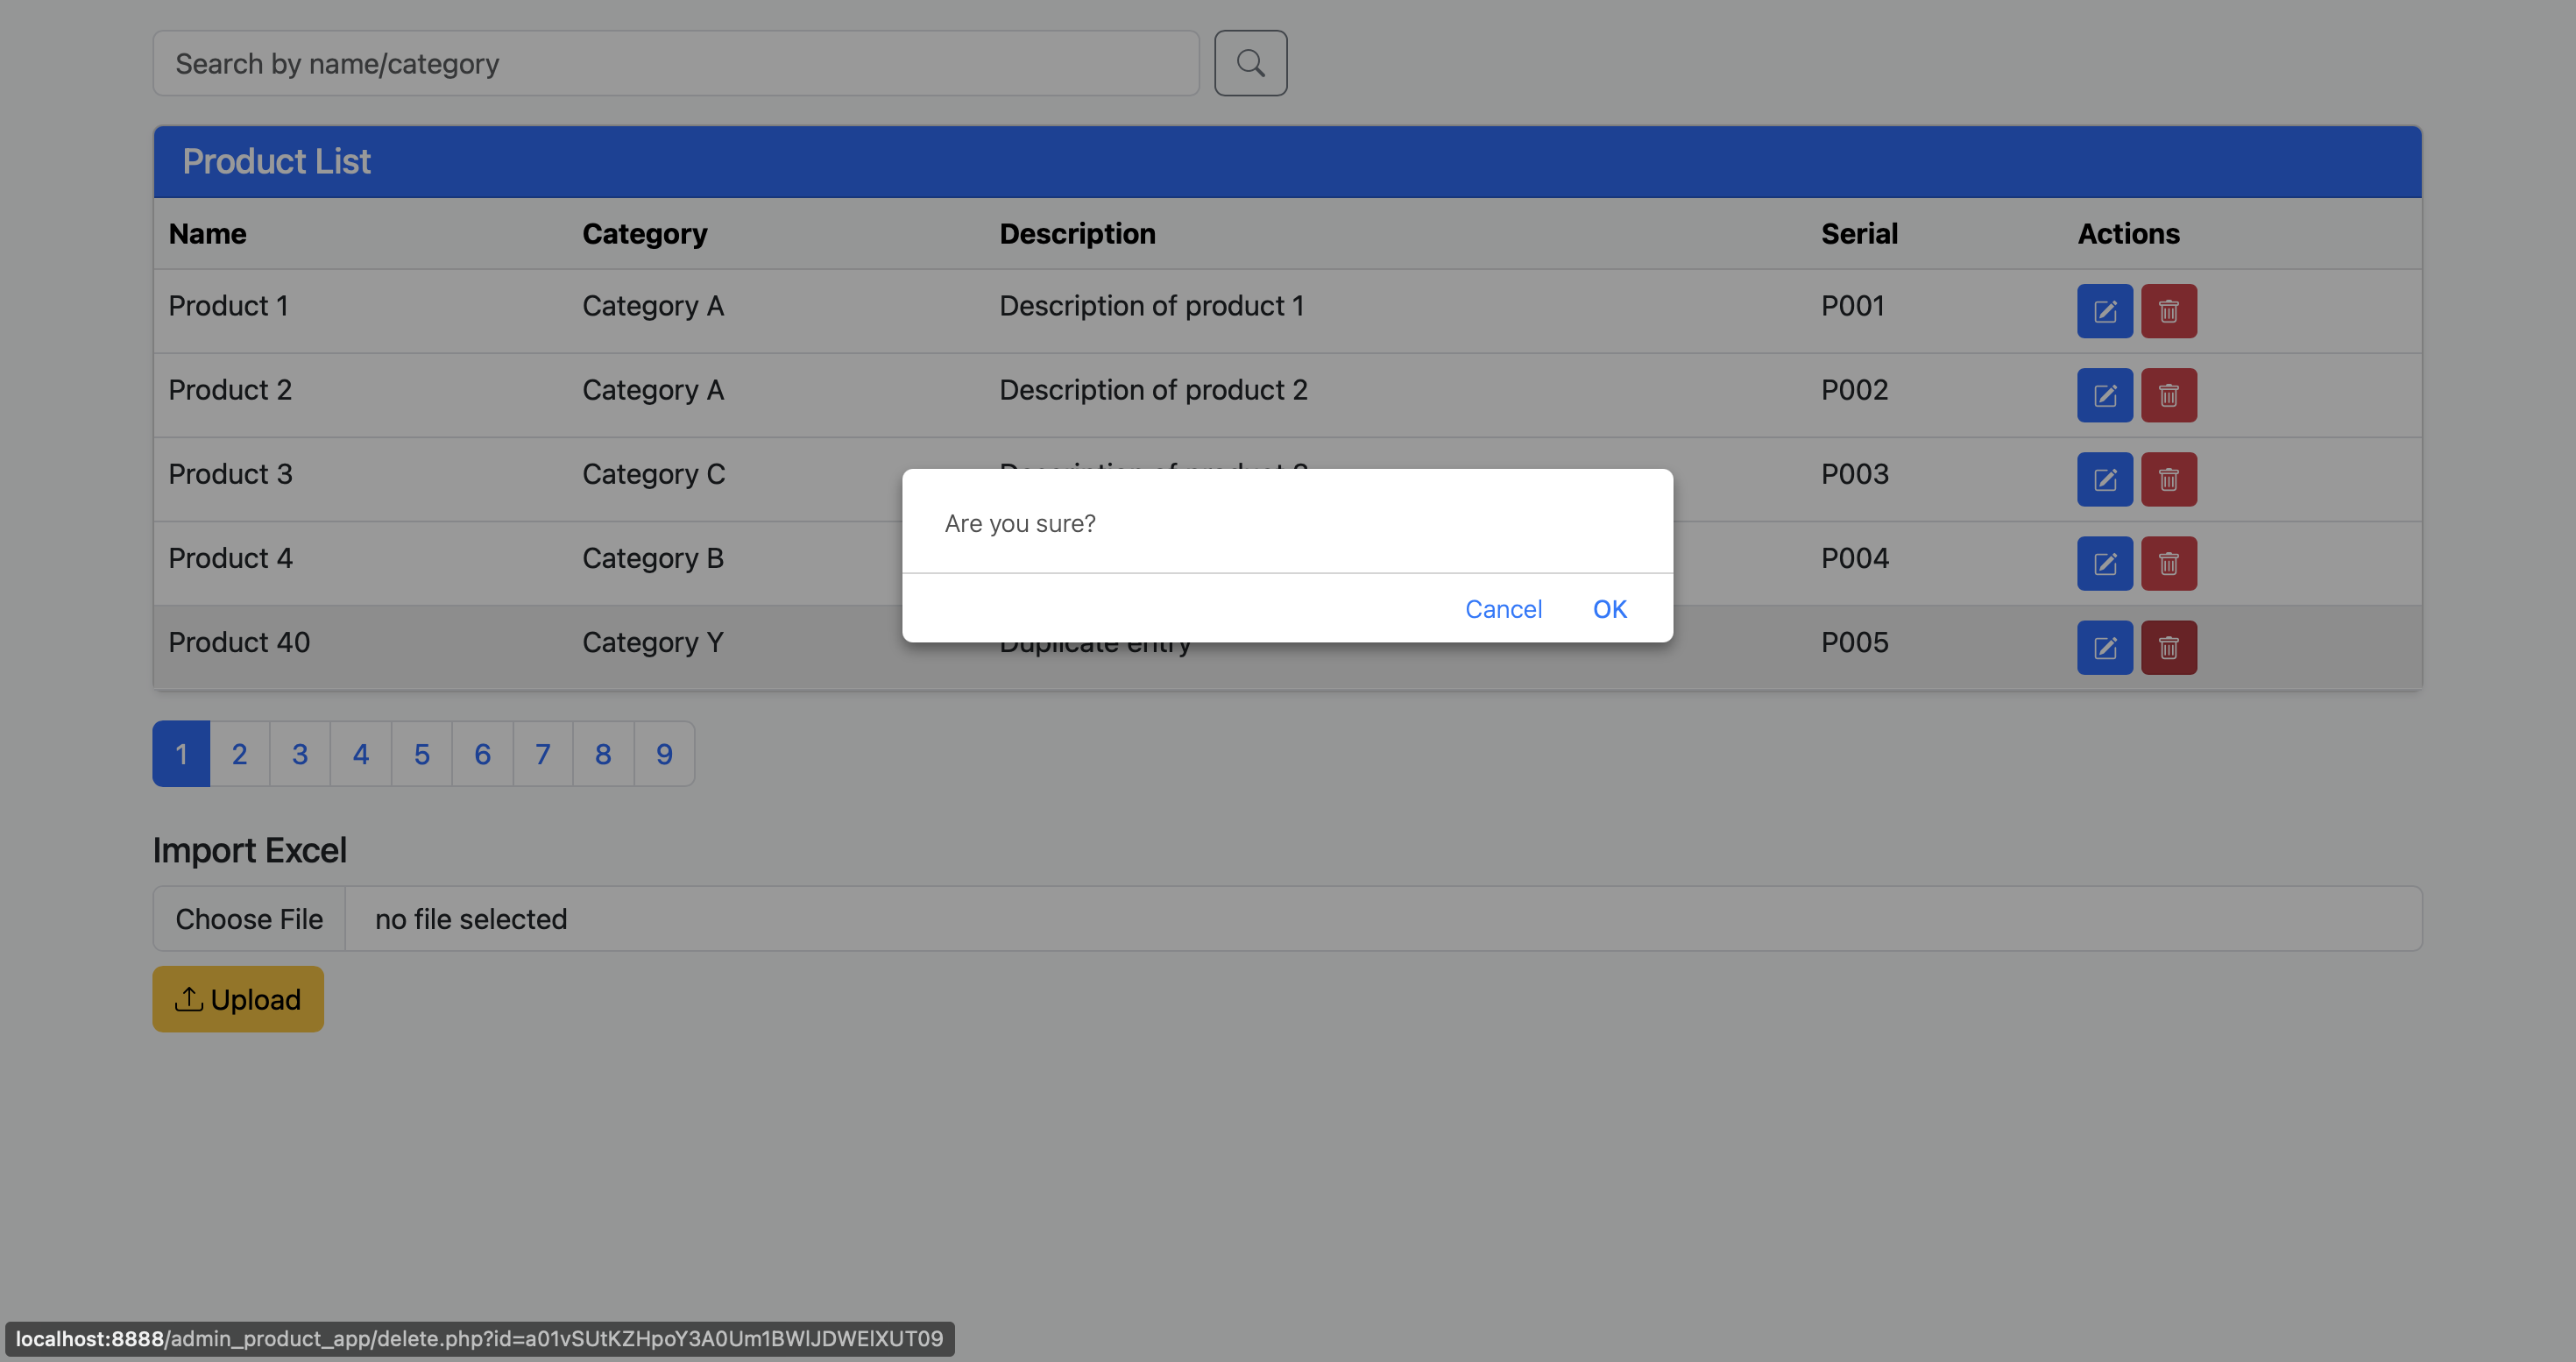 Search by name/category
Product List
Name Category Description Serial Actions
Product 1 Category A Description of product 1 P001
Product 2 Category A Description of product 2 P002
Product 3 Category C P003
Are you sure?
Product 4 Category B P004
Cancel OK
Product 40 Category Y Duplicate entry P005
1 2 3 4 5 6 7 8 9
Import Excel
Choose File no file selected
Upload
localhost:8888/admin_product_app/delete.php?id=a01vSUtKZHpoY3A0Um1BWlJDWElXUT09